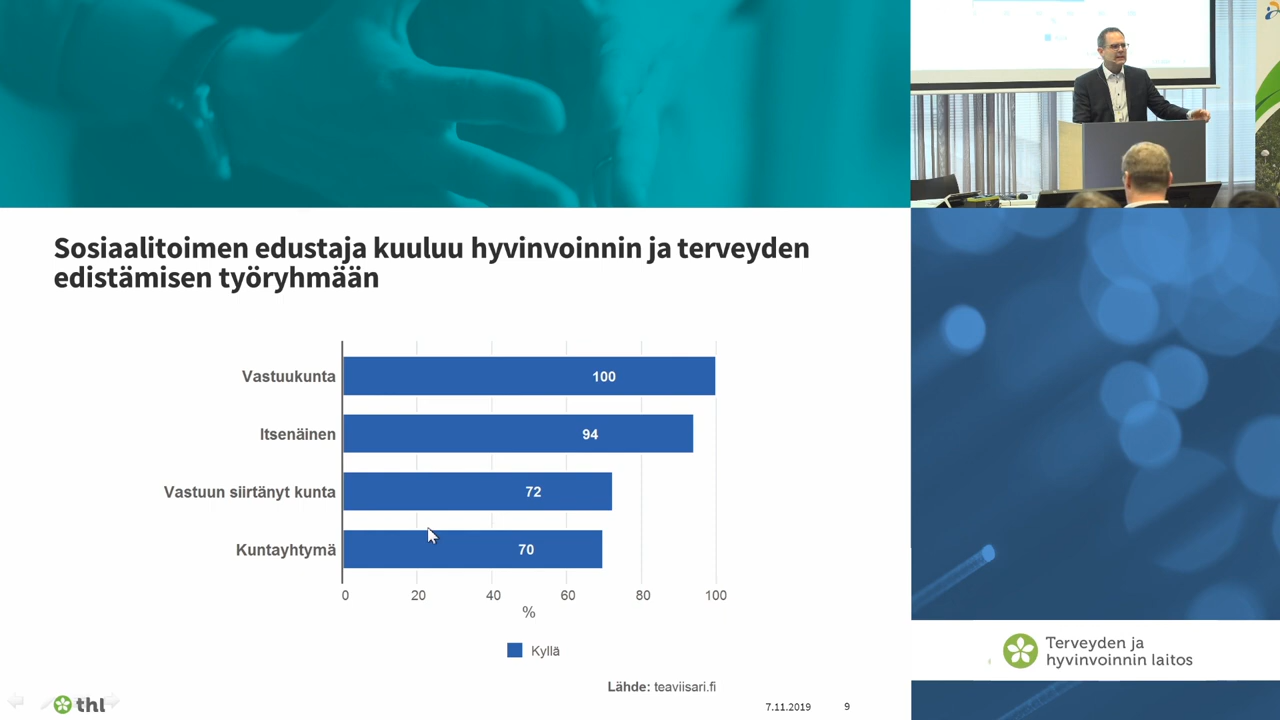 Sosiaalitoimen edustaja kuuluu hyvinvoinnin ja terveyden
edistämisen työryhmään
Vastuukunta
100
Itsenäinen
94
Vastuun siirtänyt kunta
72
Kuntayhtymä
70
0 20 40 60 80 100
%
Kyllä
Lähde: teaviisari.fi
thl
7.11.2019
9
Terveyden ja
hyvinvoinnin laitos